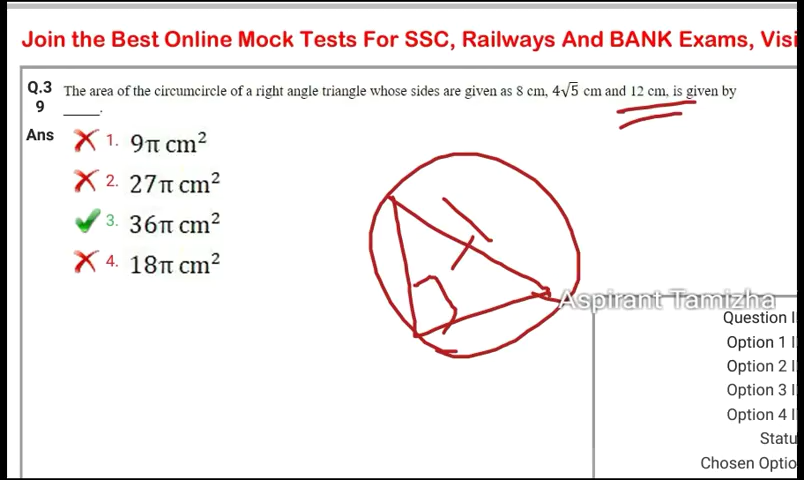 Join the Best Online Mock Tests For SSC, Railways And BANK Exams, Visi
Q.39 The area of the circumcircle of a right angle triangle whose sides are given as 8 cm, 4√5 cm and 12 cm, is given by
____.
Ans 1. 9π cm²
2. 27π cm²
3. 36π cm²
4. 18π cm²
Aspirant Tamizha
Question I
Option 1 I
Option 2 I
Option 3 I
Option 4 I
Statu
Chosen Optio